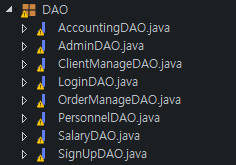 DAO
AccountingDAO.java
AdminDAO.java
ClientManageDAO.java
LoginDAO.java
OrderManageDAO.java
PersonnelDAO.java
SalaryDAO.java
SignUpDAO.java